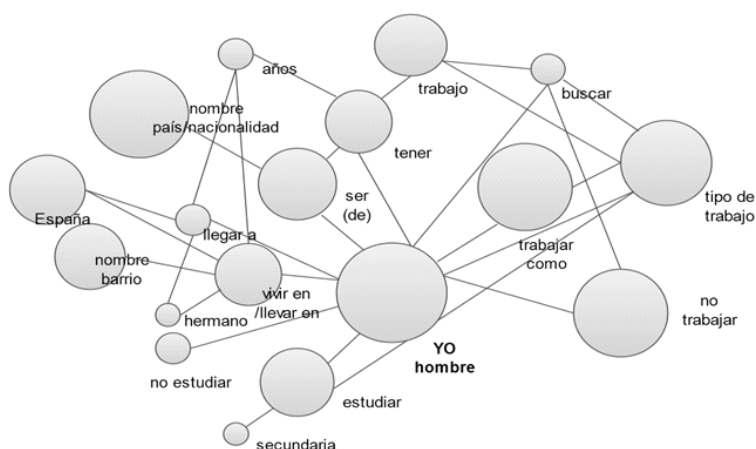 años
trabajo
buscar
nombre
país/nacionalidad
tener
ser
(de)
tipo de
trabajo
España
llegar a
trabajar
como
nombre
barrio
vivir en
/llevar en
no
trabajar
hermano
YO
hombre
no estudiar
estudiar
secundaria